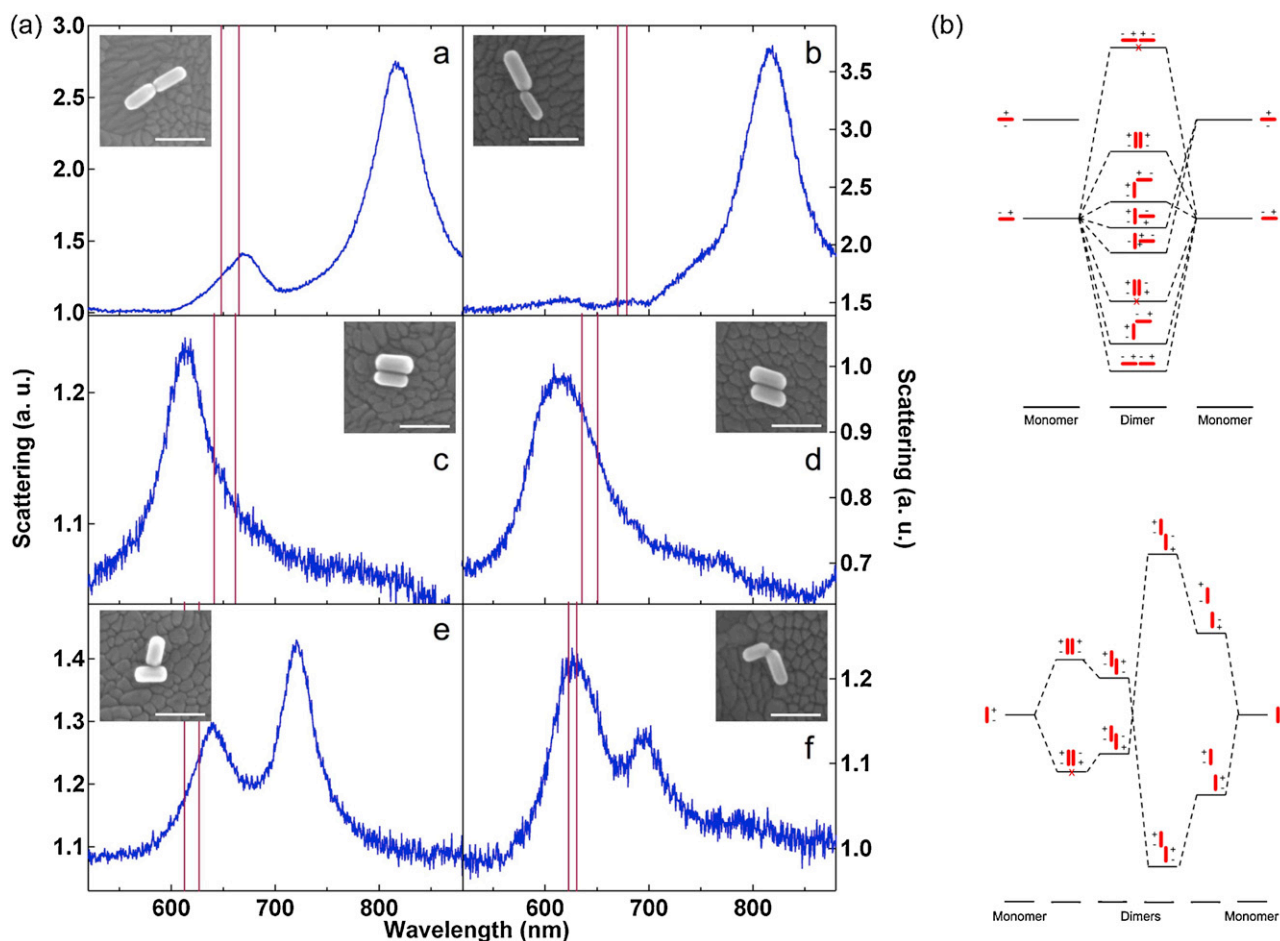 (a)
(b)
3.0
2.5
2.0
1.5
1.0
a
b
3.5
3.0
2.5
2.0
1.5
Scattering (a. u.)
1.2
1.1
c
d
1.0
0.9
0.8
0.7
Scattering (a. u.)
1.4
1.3
1.2
1.1
e
f
1.2
1.1
1.0
600 700 800 600 700 800
Wavelength (nm)
- + + -
x
+ +
- -
+ +
- -
+ -
+
-
+ -
-
+
+
-
+ -
- +
- +
+ -
- +
x
- +
+
-
- + - +
Monomer Dimer Monomer
+ -
- +
+ +
- -
+ +
- -
+ -
- +
x
+ +
- -
Monomer Dimers Monomer